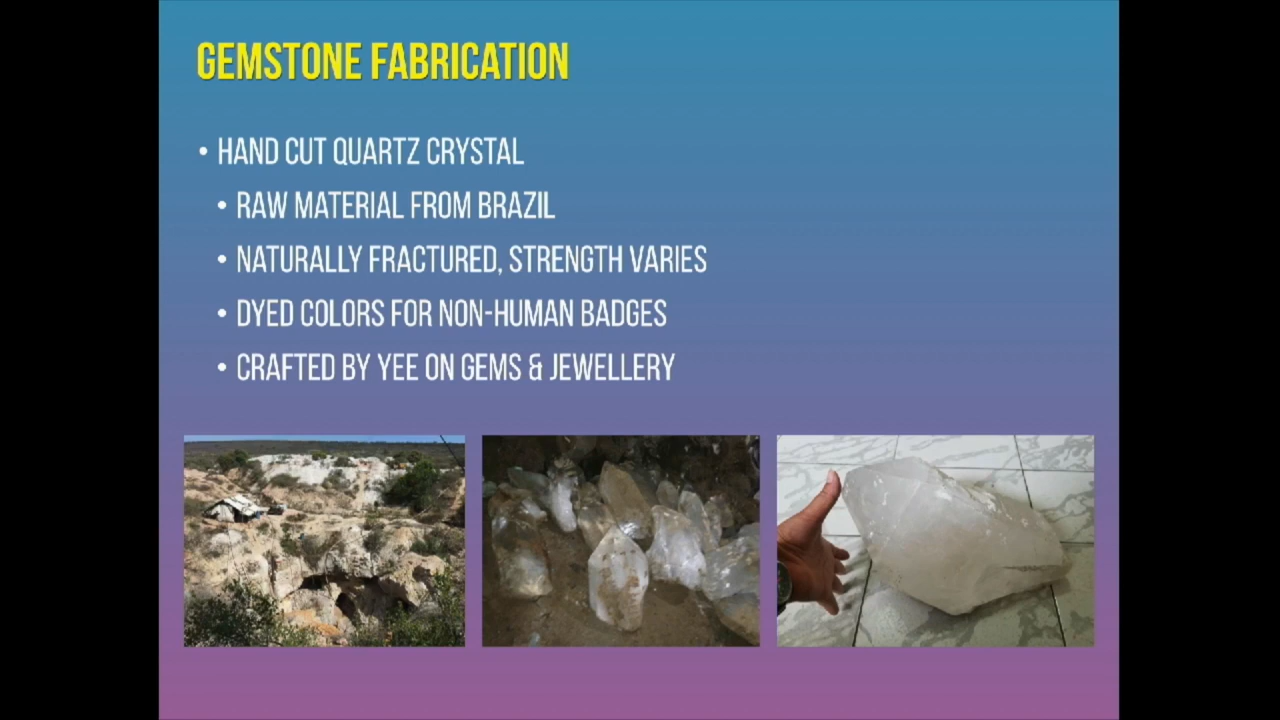 GEMSTONE FABRICATION
• HAND CUT QUARTZ CRYSTAL
• RAW MATERIAL FROM BRAZIL
• NATURALLY FRACTURED, STRENGTH VARIES
• DYED COLORS FOR NON-HUMAN BADGES
• CRAFTED BY YEE ON GEMS & JEWELLERY